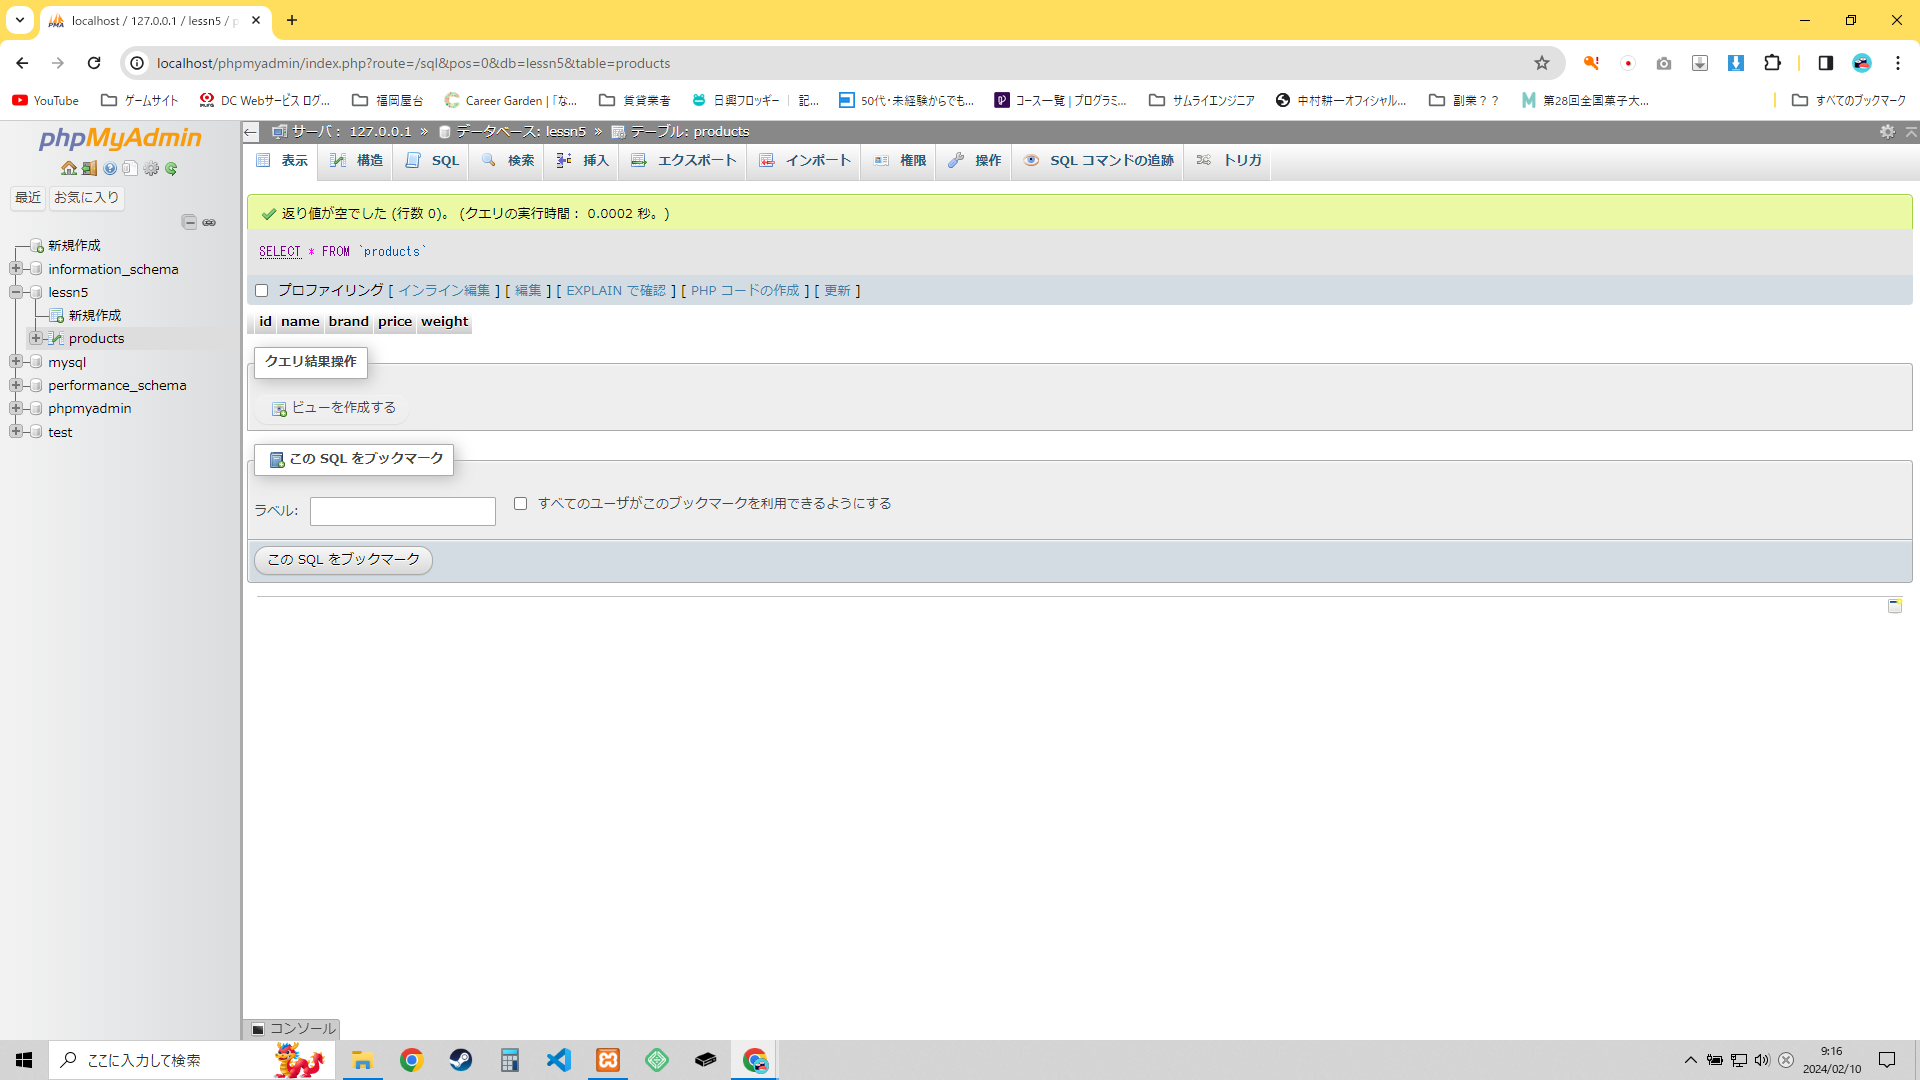 localhost / 127.0.0.1 / lessn5 / p
localhost/phpmyadmin/index.php?route=/sql&pos=0&db=lessn5&table=products
YouTube
ゲームサイト
DC Webサービス ログ...
福岡屋台
Career Garden | 「な...
賃貸業者
日興フロッギー | 記...
50代・未経験からでも...
コース一覧 | プログラミ...
サムライエンジニア
中村耕一オフィシャル...
副業？？
第28回全国菓子大...
すべてのブックマーク
phpMyAdmin
最近
お気に入り
新規作成
information_schema
lessn5
新規作成
products
mysql
performance_schema
phpmyadmin
test
サーバ: 127.0.0.1 » データベース: lessn5 » テーブル: products
表示
構造
SQL
検索
挿入
エクスポート
インポート
権限
操作
SQL コマンドの追跡
トリガ
返り値が空でした (行数 0)。 (クエリの実行時間： 0.0002 秒。)
SELECT * FROM `products`
プロファイリング [ インライン編集 ] [ 編集 ] [ EXPLAIN で確認 ] [ PHP コードの作成 ] [ 更新 ]
id name brand price weight
クエリ結果操作
ビューを作成する
この SQL をブックマーク
ラベル:
すべてのユーザがこのブックマークを利用できるようにする
この SQL をブックマーク
コンソール
ここに入力して検索
9:16
2024/02/10